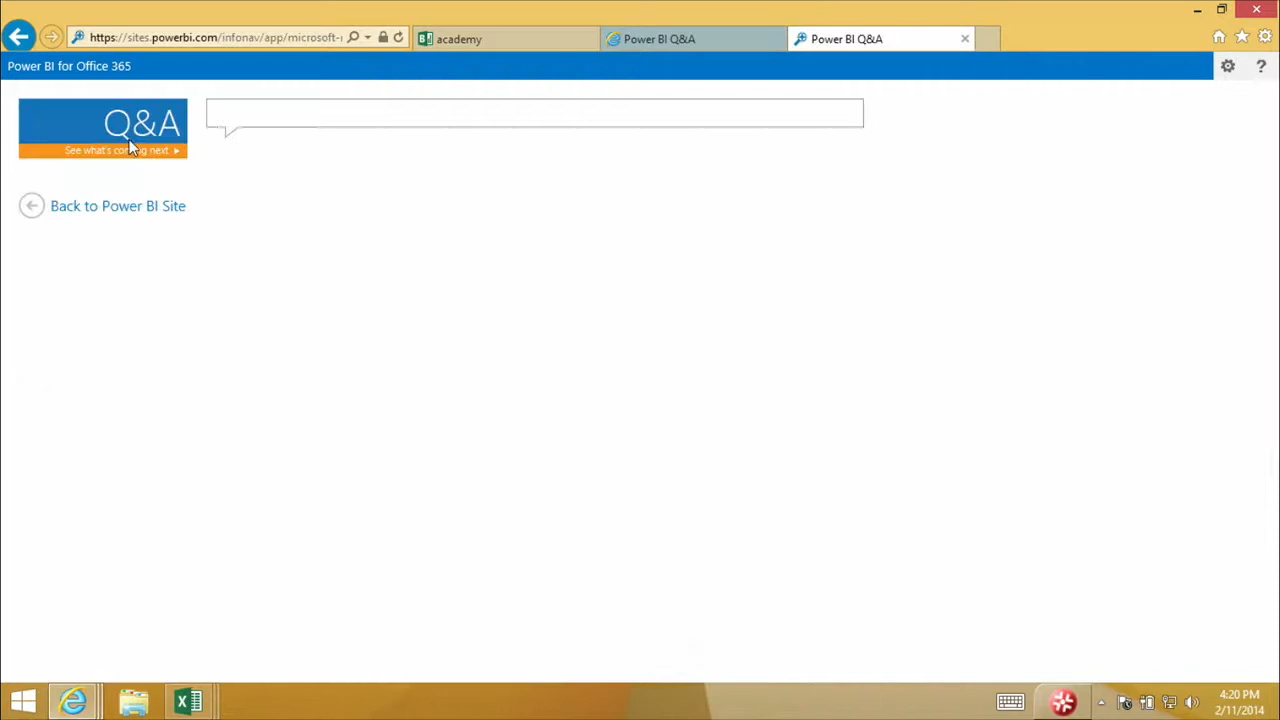 https://sites.powerbi.com/infonav/app/microsoft-
academy
Power BI Q&A
Power BI Q&A
Power BI for Office 365
Q&A
See what's coming next
Back to Power BI Site
4:20 PM
2/11/2014